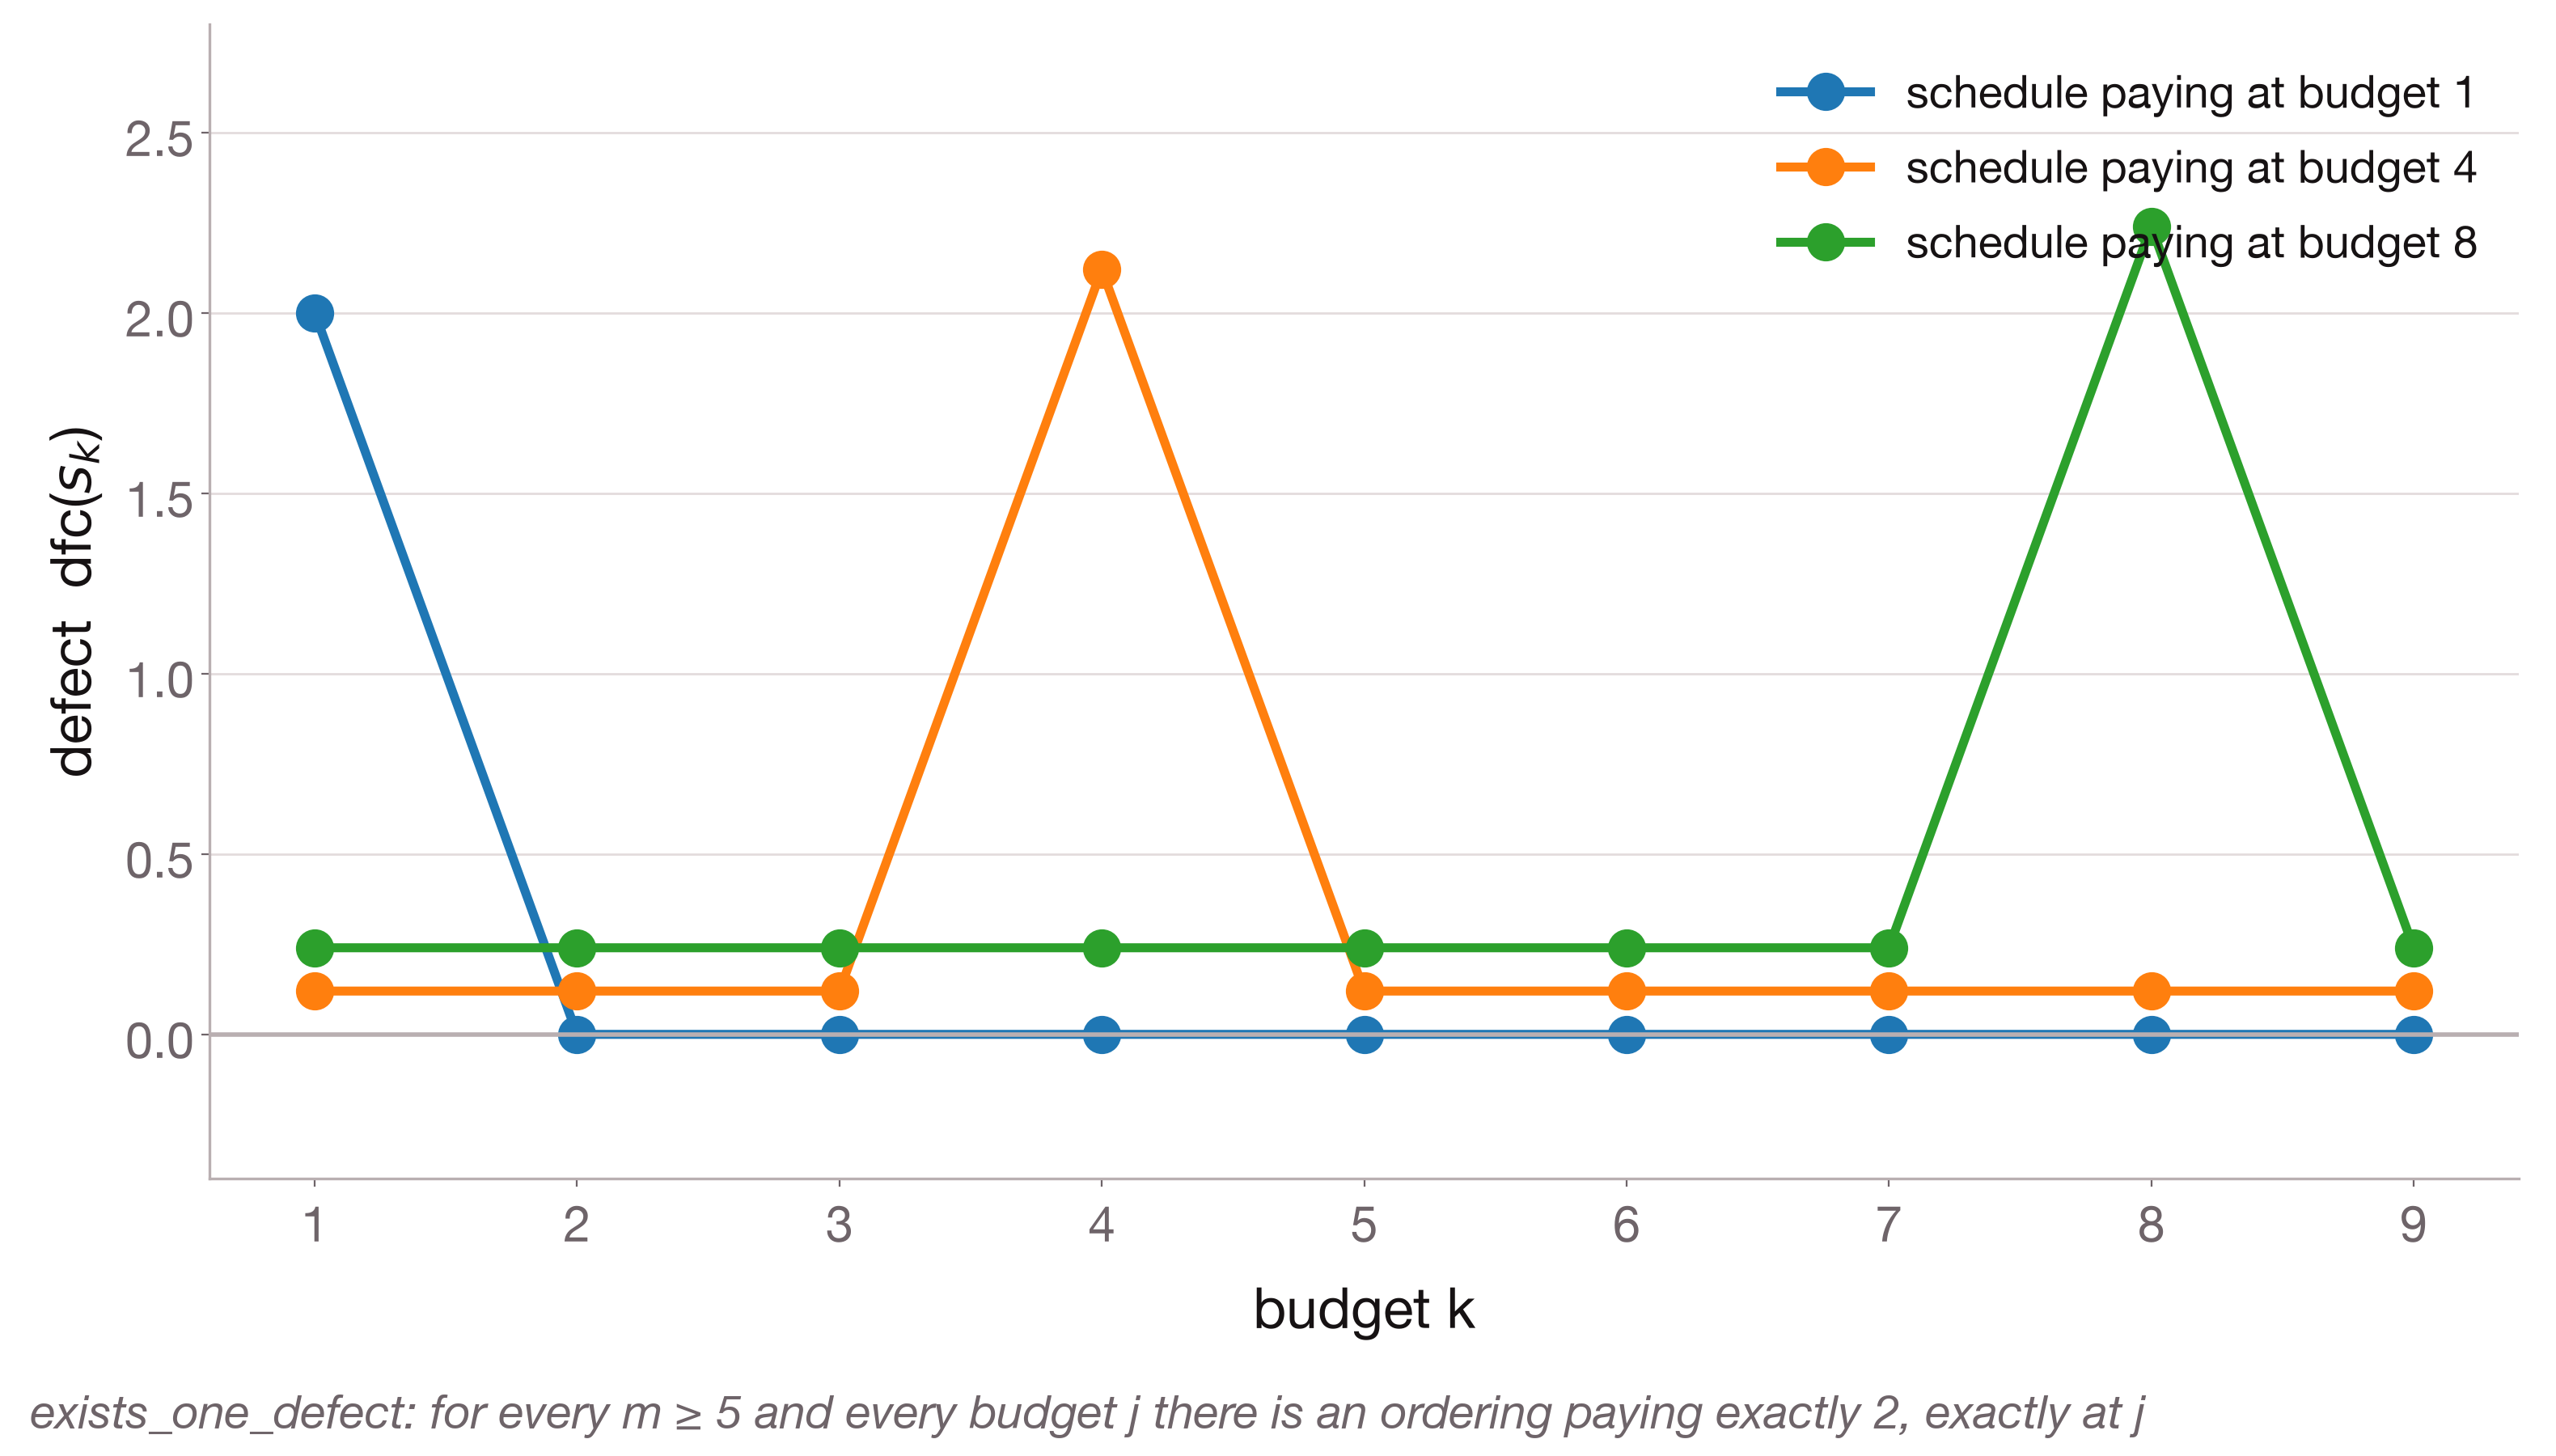 schedule paying at budget 1
schedule paying at budget 4
schedule paying at budget 8
defect dfc(sₖ)
2.5
2.0
1.5
1.0
0.5
0.0
1 2 3 4 5 6 7 8 9
budget k
exists_one_defect: for every m ≥ 5 and every budget j there is an ordering paying exactly 2, exactly at j